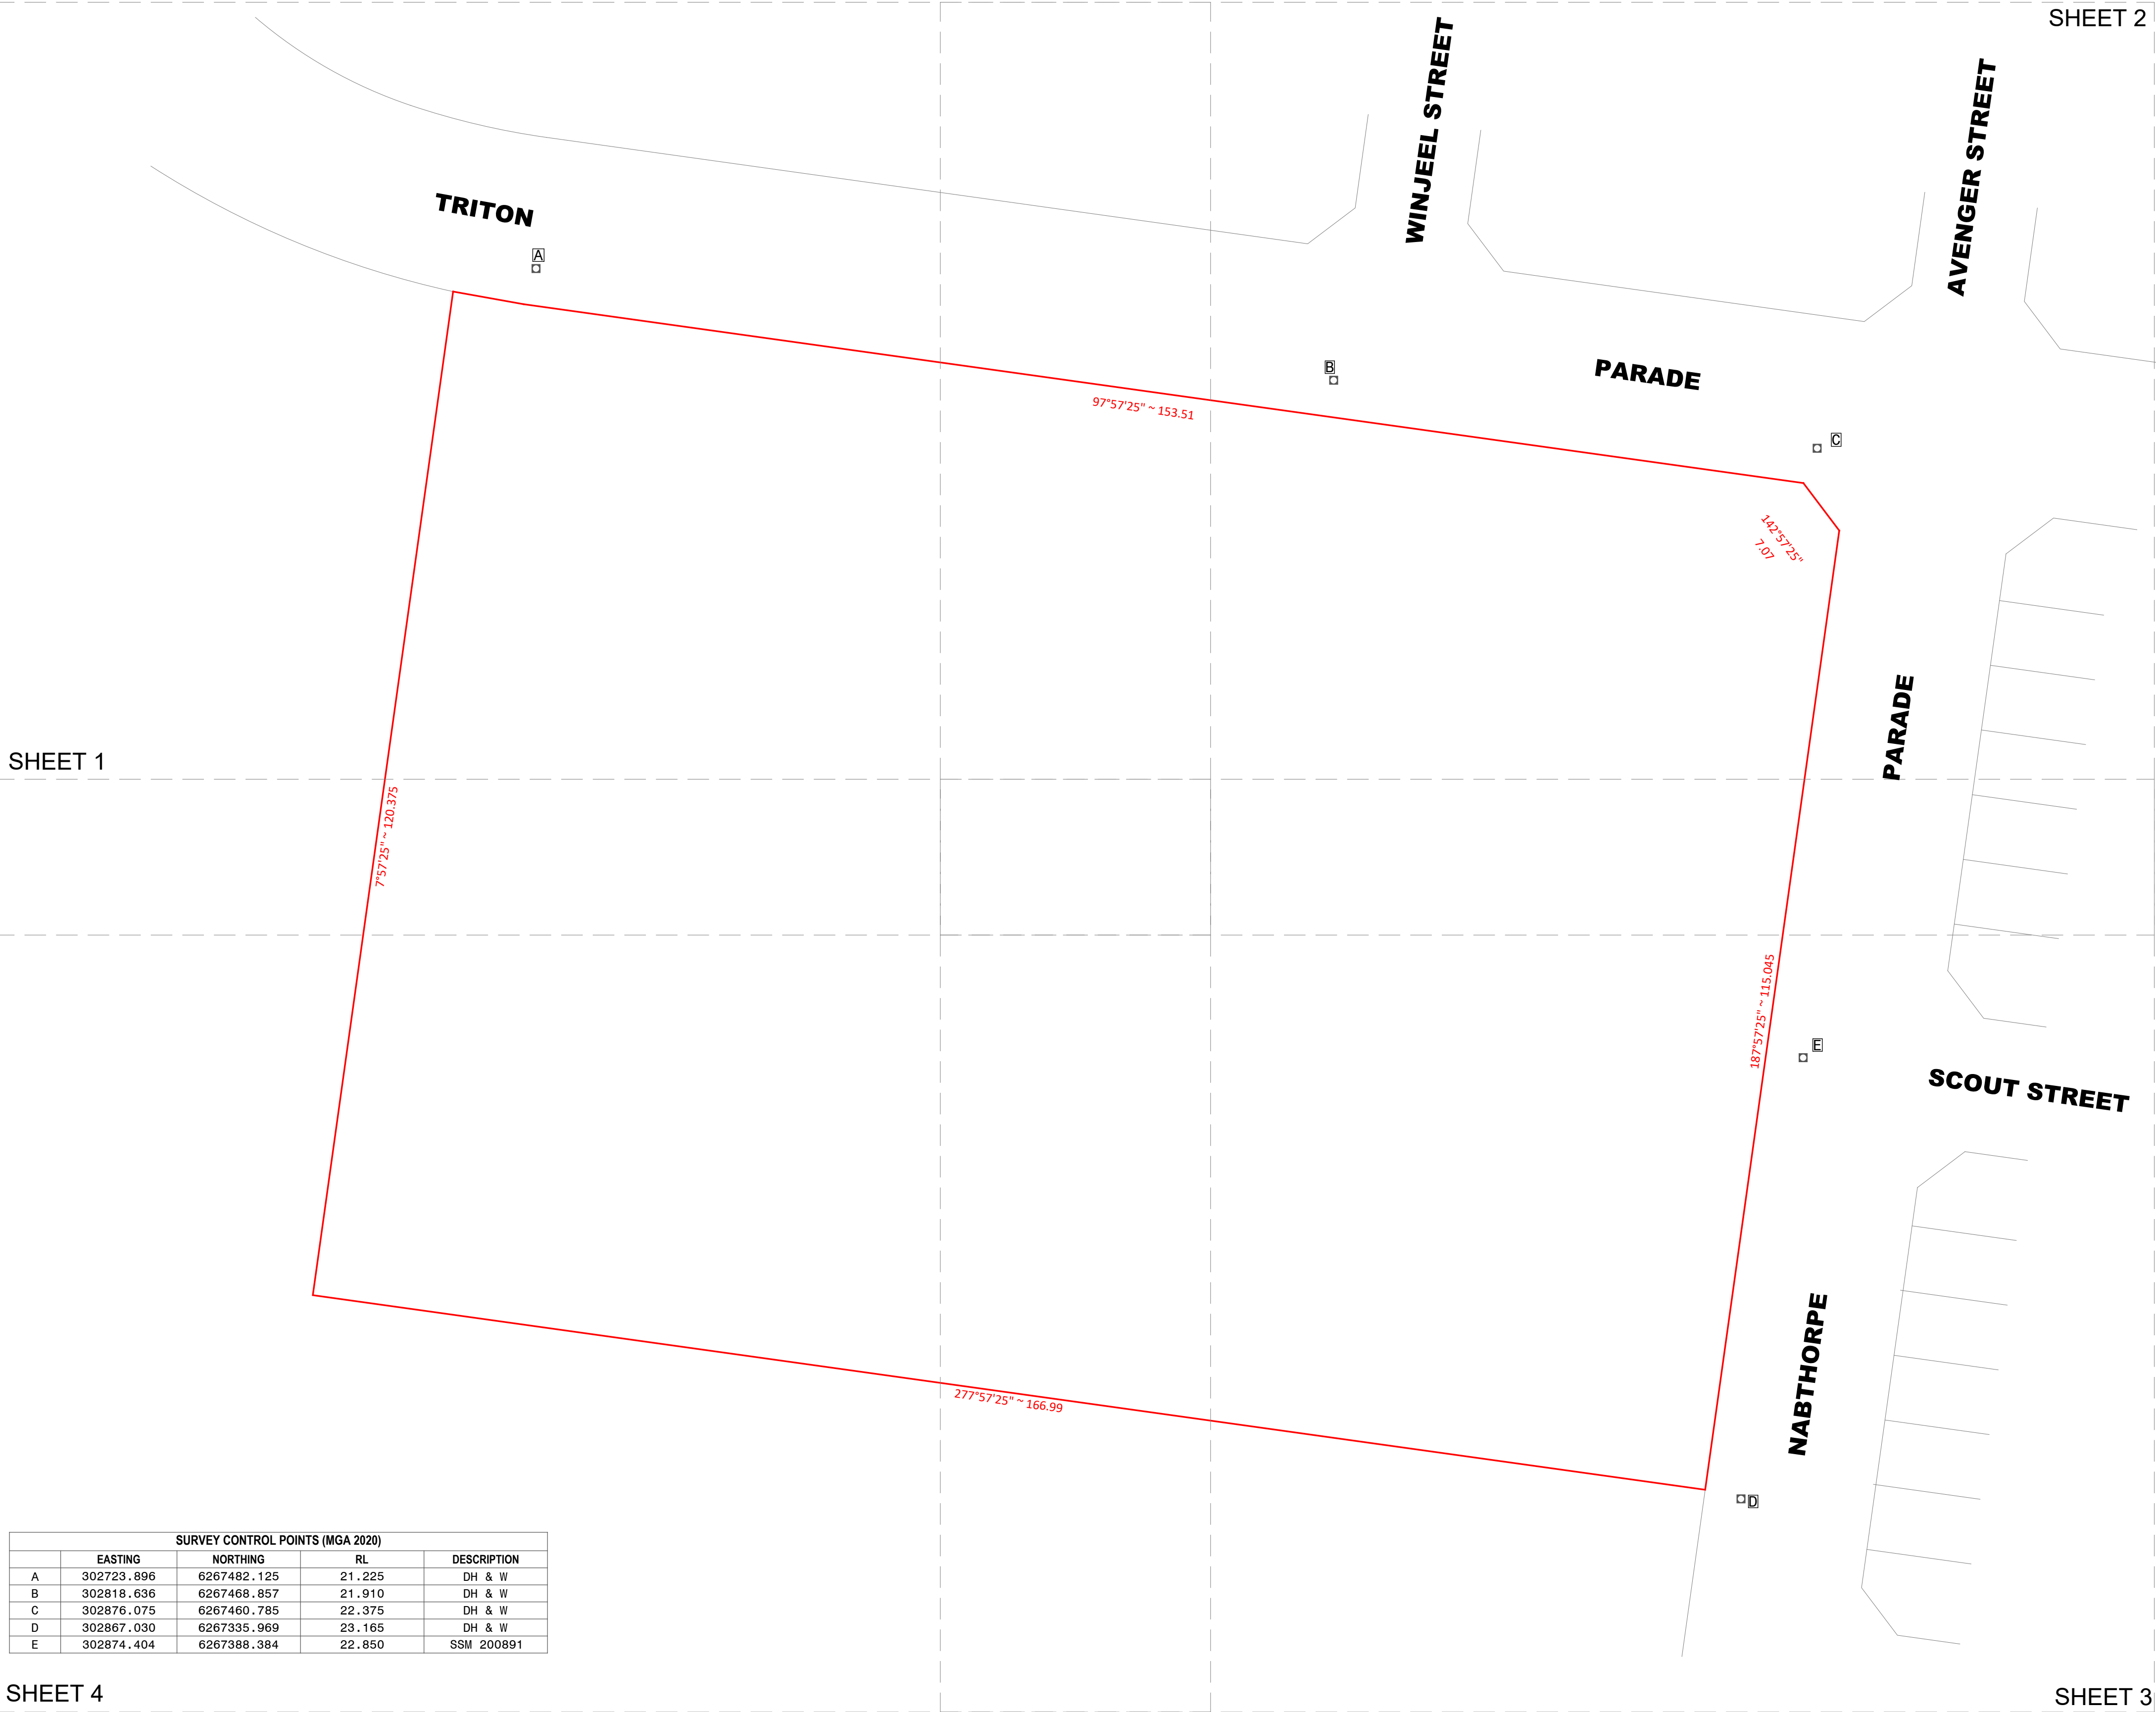 SHEET 2
WINJEEL STREET
AVENGER STREET
TRITON
A
B
PARADE
97°57'25" ~ 153.51
C
142°57'25"
7.07
PARADE
SHEET 1
7°57'25" ~ 120.375
187°57'25" ~ 115.045
E
SCOUT STREET
NABTHORPE
277°57'25" ~ 166.99
D
SURVEY CONTROL POINTS (MGA 2020)
EASTING NORTHING RL DESCRIPTION
A 302723.896 6267482.125 21.225 DH & W
B 302818.636 6267468.857 21.910 DH & W
C 302876.075 6267460.785 22.375 DH & W
D 302867.030 6267335.969 23.165 DH & W
E 302874.404 6267388.384 22.850 SSM 200891
SHEET 4
SHEET 3